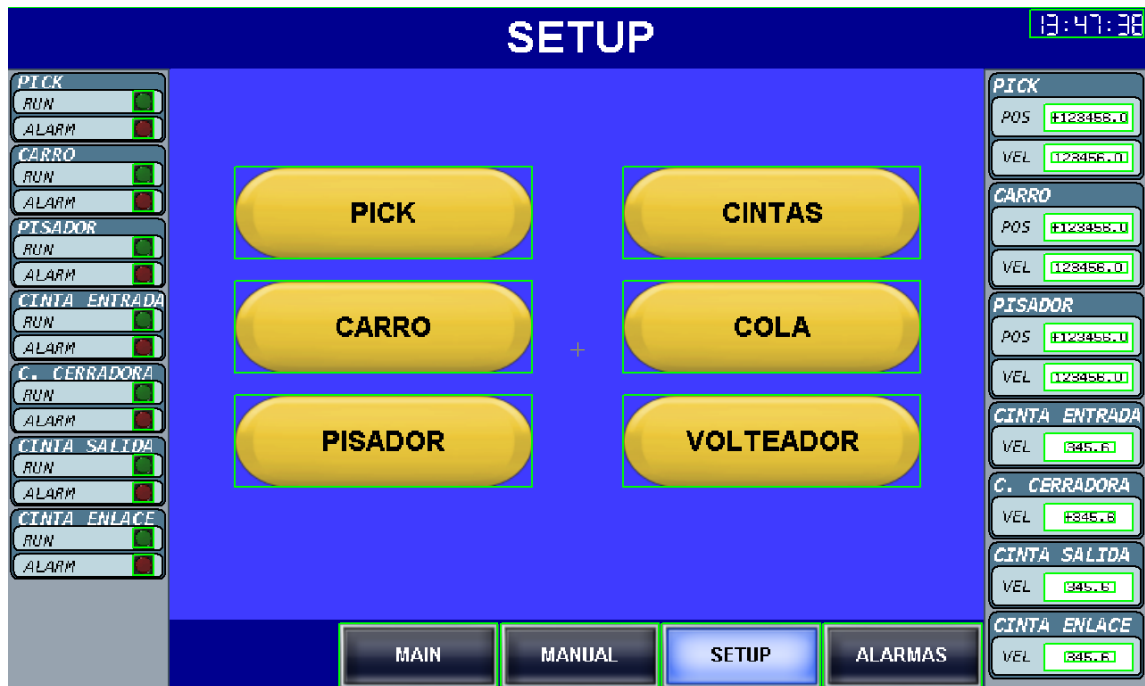 SETUP
13:47:38
PICK
RUN
ALARM
CARRO
RUN
ALARM
PISADOR
RUN
ALARM
CINTA ENTRADA
RUN
ALARM
C. CERRADORA
RUN
ALARM
CINTA SALIDA
RUN
ALARM
CINTA ENLACE
RUN
ALARM
PICK
CINTAS
CARRO
COLA
PISADOR
VOLTEADOR
PICK
POS +123456.0
VEL 123456.0
CARRO
POS +123456.0
VEL 123456.0
PISADOR
POS +123456.0
VEL 123456.0
CINTA ENTRADA
VEL 345.6
C. CERRADORA
VEL +345.6
CINTA SALIDA
VEL 345.6
CINTA ENLACE
VEL 345.6
MAIN MANUAL SETUP ALARMAS